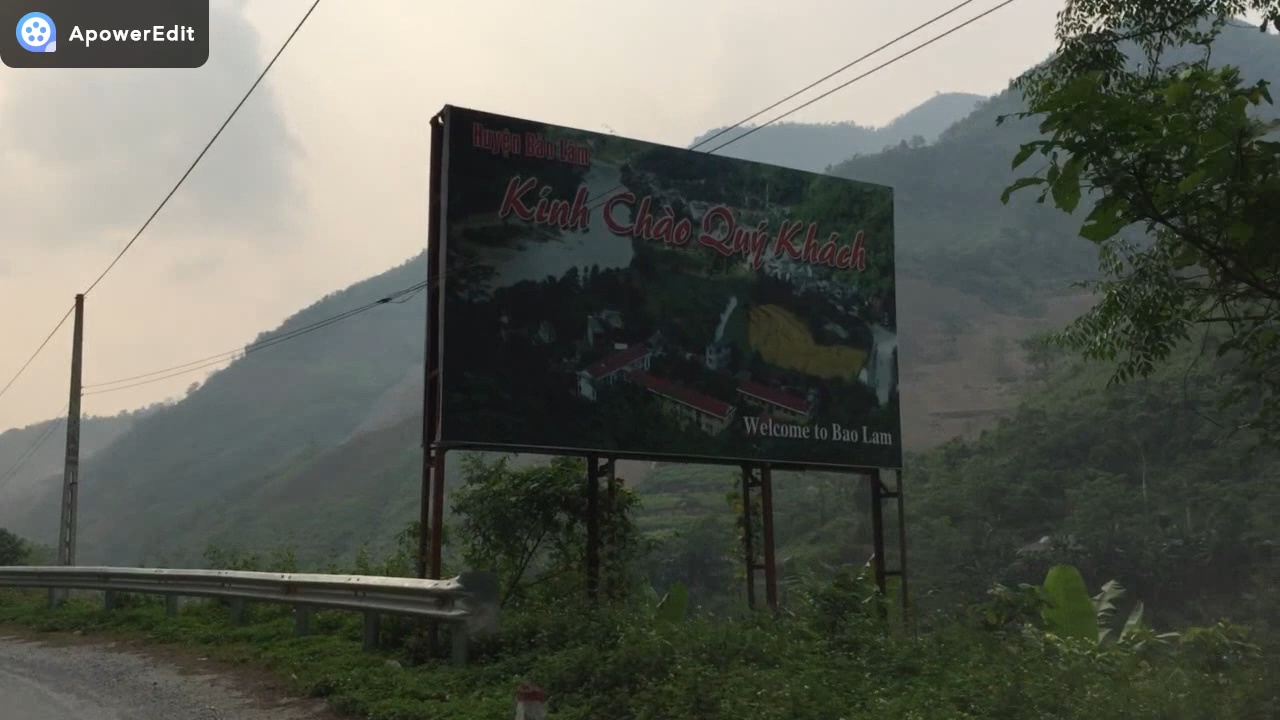 ApowerEdit
Huyện Bảo Lâm
Kính Chào Quý Khách
Welcome to Bao Lam